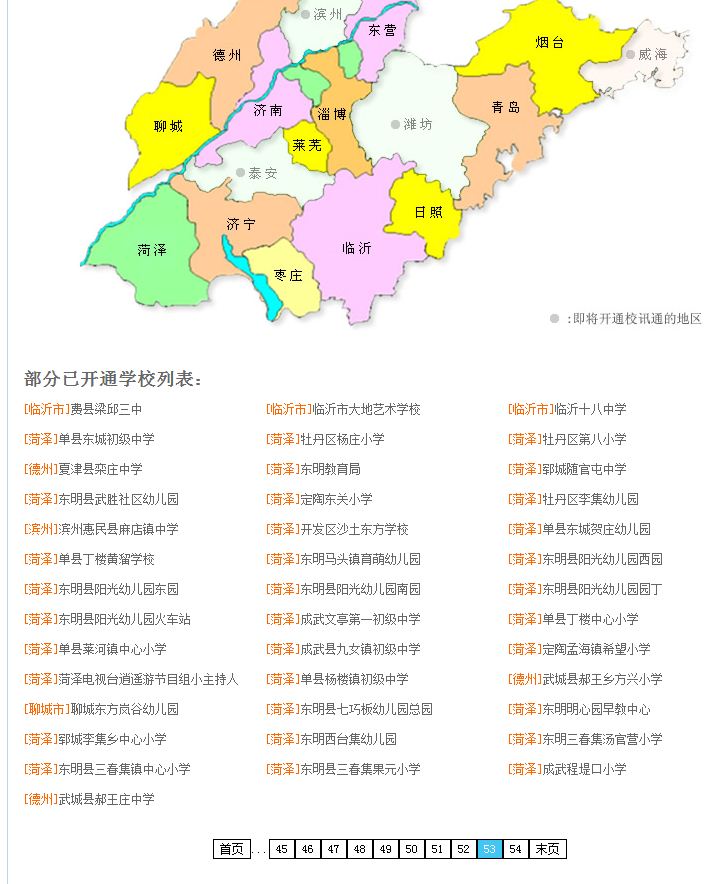 滨州
东营
烟台
德州
威海
济南
淄博
青岛
聊城
潍坊
莱芜
泰安
日照
济宁
菏泽
临沂
枣庄
:即将开通校讯通的地区
部分已开通学校列表:
[临沂市]费县梁邱三中 [临沂市]临沂市大地艺术学校 [临沂市]临沂十八中学
[菏泽]单县东城初级中学 [菏泽]牡丹区杨庄小学 [菏泽]牡丹区第八小学
[德州]夏津县栾庄中学 [菏泽]东明教育局 [菏泽]郓城随官屯中学
[菏泽]东明县武胜社区幼儿园 [菏泽]定陶东关小学 [菏泽]牡丹区李集幼儿园
[滨州]滨州惠民县麻店镇中学 [菏泽]开发区沙土东方学校 [菏泽]单县东城贺庄幼儿园
[菏泽]单县丁楼黄溜学校 [菏泽]东明马头镇育萌幼儿园 [菏泽]东明县阳光幼儿园西园
[菏泽]东明县阳光幼儿园东园 [菏泽]东明县阳光幼儿园南园 [菏泽]东明县阳光幼儿园园丁
[菏泽]东明县阳光幼儿园火车站 [菏泽]成武文亭第一初级中学 [菏泽]单县丁楼中心小学
[菏泽]单县莱河镇中心小学 [菏泽]成武县九女镇初级中学 [菏泽]定陶孟海镇希望小学
[菏泽]菏泽电视台逍遥游节目组小主持人 [菏泽]单县杨楼镇初级中学 [德州]武城县郝王乡方兴小学
[聊城市]聊城东方岚谷幼儿园 [菏泽]东明县七巧板幼儿园总园 [菏泽]东明明心园早教中心
[菏泽]郓城李集乡中心小学 [菏泽]东明西台集幼儿园 [菏泽]东明三春集汤官营小学
[菏泽]东明县三春集镇中心小学 [菏泽]东明县三春集果元小学 [菏泽]成武程堤口小学
[德州]武城县郝王庄中学
首页 ... 45 46 47 48 49 50 51 52 53 54 末页